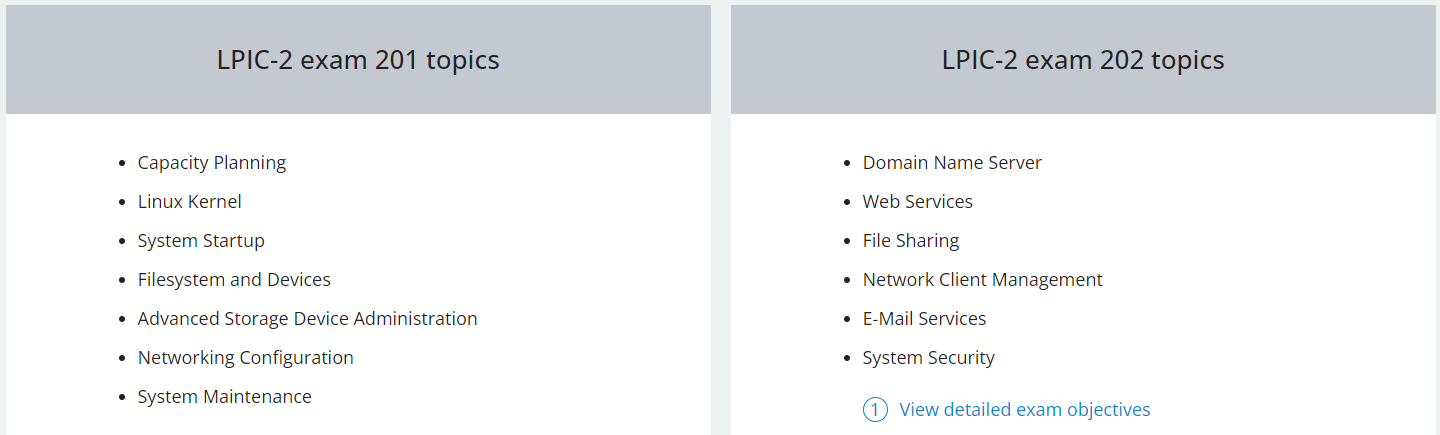 LPIC-2 exam 201 topics
Capacity Planning
Linux Kernel
System Startup
Filesystem and Devices
Advanced Storage Device Administration
Networking Configuration
System Maintenance
LPIC-2 exam 202 topics
Domain Name Server
Web Services
File Sharing
Network Client Management
E-Mail Services
System Security
1 View detailed exam objectives